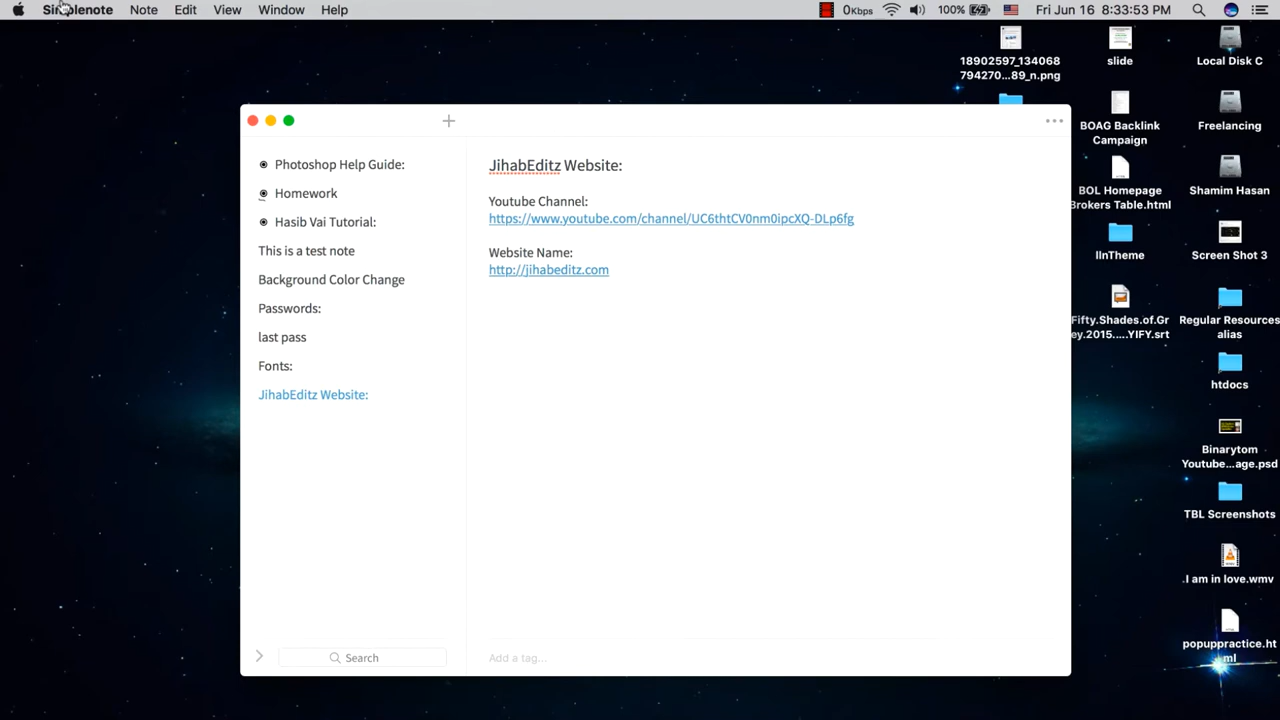 Simplenote Note Edit View Window Help 0Kbps 100% Fri Jun 16 8:33:53 PM
18902597_134068
794270...89_n.png
slide
Local Disk C
BOAG Backlink
Campaign
Freelancing
BOL Homepage
Brokers Table.html
Shamim Hasan
IInTheme
Screen Shot 3
Fifty.Shades.of.Gr
ey.2015.....YIFY.srt
Regular Resources
alias
htdocs
Binarytom
Youtube...age.psd
TBL Screenshots
.I am in love.wmv
popuppractice.ht
ml
Photoshop Help Guide:
Homework
Hasib Vai Tutorial:
This is a test note
Background Color Change
Passwords:
last pass
Fonts:
JihabEditz Website:
Search
JihabEditz Website:
Youtube Channel:
https://www.youtube.com/channel/UC6thtCV0nm0ipcXQ-DLp6fg
Website Name:
http://jihabeditz.com
Add a tag...